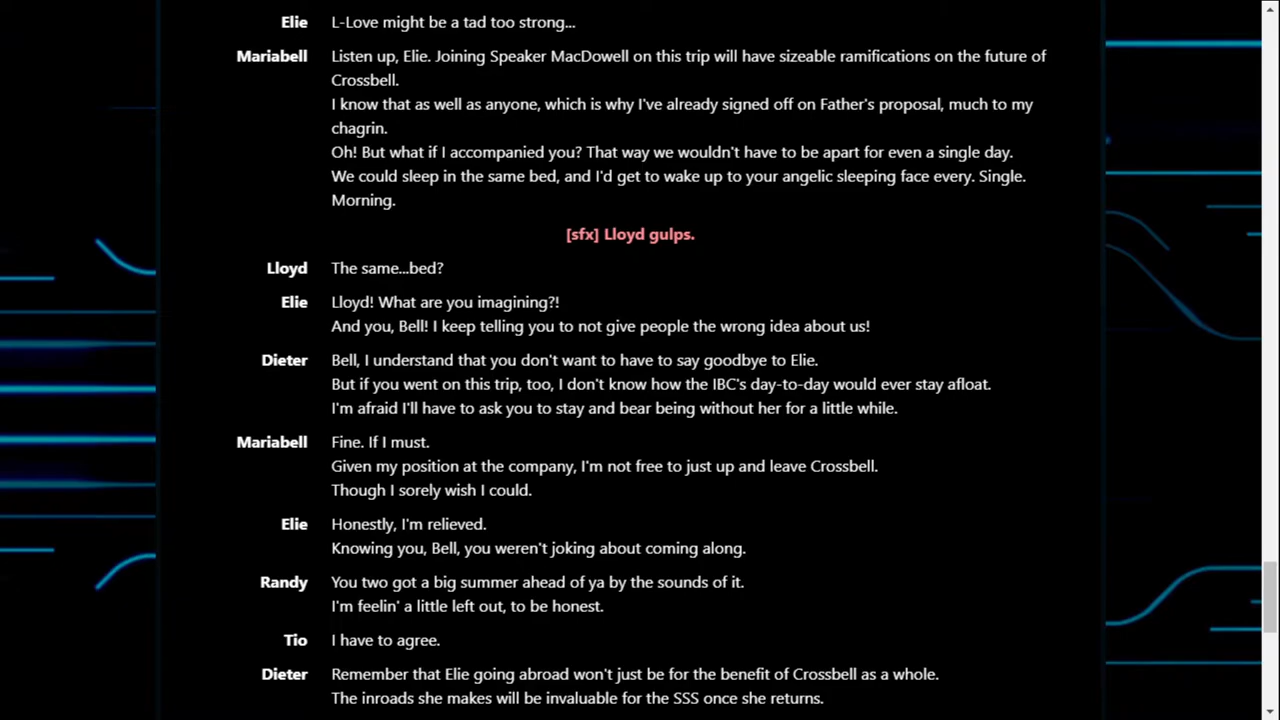 Elie L-Love might be a tad too strong...
Mariabell Listen up, Elie. Joining Speaker MacDowell on this trip will have sizeable ramifications on the future of
Crossbell.
I know that as well as anyone, which is why I've already signed off on Father's proposal, much to my
chagrin.
Oh! But what if I accompanied you? That way we wouldn't have to be apart for even a single day.
We could sleep in the same bed, and I'd get to wake up to your angelic sleeping face every. Single.
Morning.
[sfx] Lloyd gulps.
Lloyd The same...bed?
Elie Lloyd! What are you imagining?!
And you, Bell! I keep telling you to not give people the wrong idea about us!
Dieter Bell, I understand that you don't want to have to say goodbye to Elie.
But if you went on this trip, too, I don't know how the IBC's day-to-day would ever stay afloat.
I'm afraid I'll have to ask you to stay and bear being without her for a little while.
Mariabell Fine. If I must.
Given my position at the company, I'm not free to just up and leave Crossbell.
Though I sorely wish I could.
Elie Honestly, I'm relieved.
Knowing you, Bell, you weren't joking about coming along.
Randy You two got a big summer ahead of ya by the sounds of it.
I'm feelin' a little left out, to be honest.
Tio I have to agree.
Dieter Remember that Elie going abroad won't just be for the benefit of Crossbell as a whole.
The inroads she makes will be invaluable for the SSS once she returns.